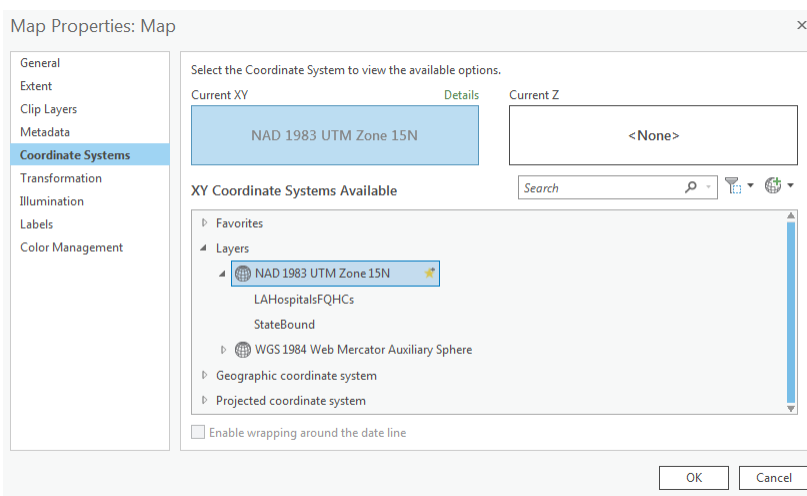 Map Properties: Map
General
Extent
Clip Layers
Metadata
Coordinate Systems
Transformation
Illumination
Labels
Color Management
Select the Coordinate System to view the available options.
Current XY
Details
Current Z
NAD 1983 UTM Zone 15N
<None>
XY Coordinate Systems Available
Search
Favorites
Layers
NAD 1983 UTM Zone 15N
LAHospitalsFQHCs
StateBound
WGS 1984 Web Mercator Auxiliary Sphere
Geographic coordinate system
Projected coordinate system
Enable wrapping around the date line
OK
Cancel